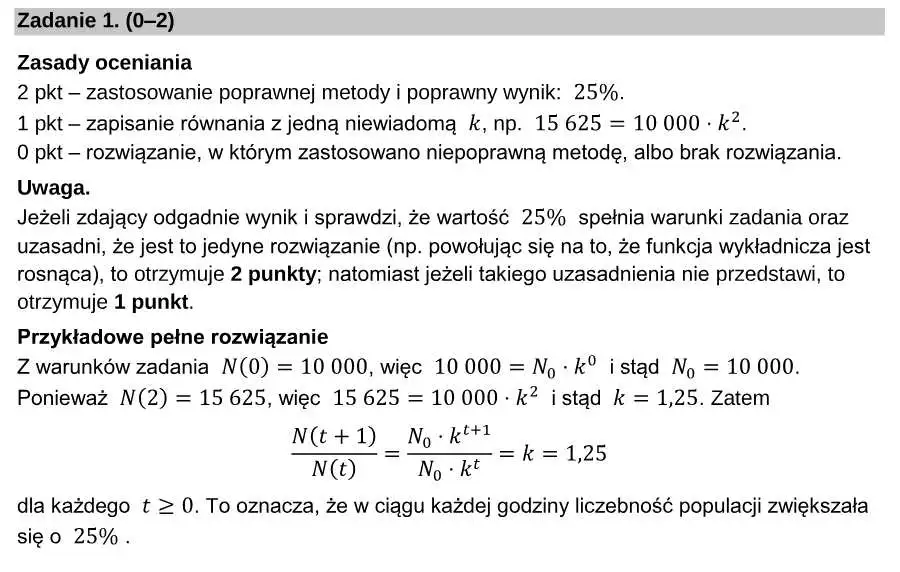 Zadanie 1. (0–2)
Zasady oceniania
2 pkt – zastosowanie poprawnej metody i poprawny wynik: 25%.
1 pkt – zapisanie równania z jedną niewiadomą k, np. 15 625 = 10 000 · k².
0 pkt – rozwiązanie, w którym zastosowano niepoprawną metodę, albo brak rozwiązania.
Uwaga.
Jeżeli zdający odgadnie wynik i sprawdzi, że wartość 25% spełnia warunki zadania oraz
uzasadni, że jest to jedyne rozwiązanie (np. powołując się na to, że funkcja wykładnicza jest
rosnąca), to otrzymuje 2 punkty; natomiast jeżeli takiego uzasadnienia nie przedstawi, to
otrzymuje 1 punkt.
Przykładowe pełne rozwiązanie
Z warunków zadania N(0) = 10 000, więc 10 000 = N₀ · k⁰ i stąd N₀ = 10 000.
Ponieważ N(2) = 15 625, więc 15 625 = 10 000 · k² i stąd k = 1,25. Zatem
N(t + 1) / N(t) = N₀ · kᵗ⁺¹ / N₀ · kᵗ = k = 1,25
dla każdego t ≥ 0. To oznacza, że w ciągu każdej godziny liczebność populacji zwiększała
się o 25% .